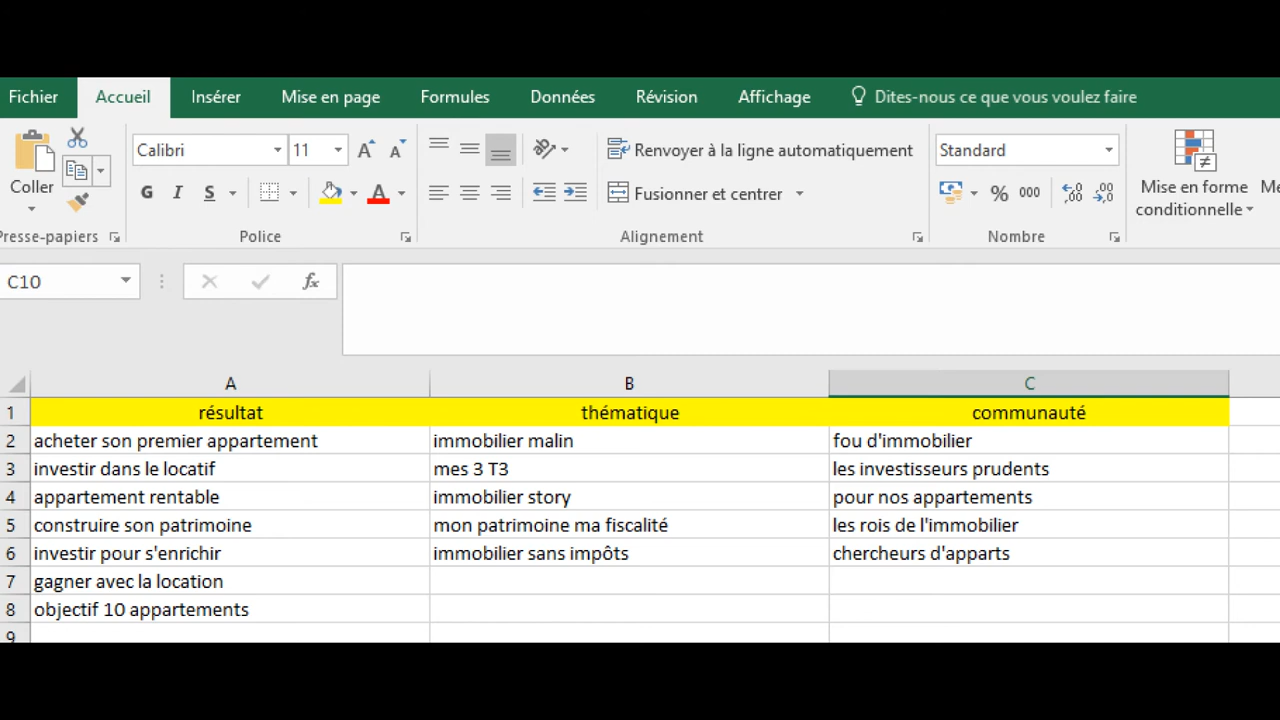 Fichier Accueil Insérer Mise en page Formules Données Révision Affichage Dites-nous ce que vous voulez faire
Calibri 11 Renvoyer à la ligne automatiquement Standard
Coller G I S Fusionner et centrer % 000 Mise en forme
conditionnelle
Presse-papiers Police Alignement Nombre
C10 fx
A B C
1 résultat thématique communauté
2 acheter son premier appartement immobilier malin fou d'immobilier
3 investir dans le locatif mes 3 T3 les investisseurs prudents
4 appartement rentable immobilier story pour nos appartements
5 construire son patrimoine mon patrimoine ma fiscalité les rois de l'immobilier
6 investir pour s'enrichir immobilier sans impôts chercheurs d'apparts
7 gagner avec la location
8 objectif 10 appartements
9